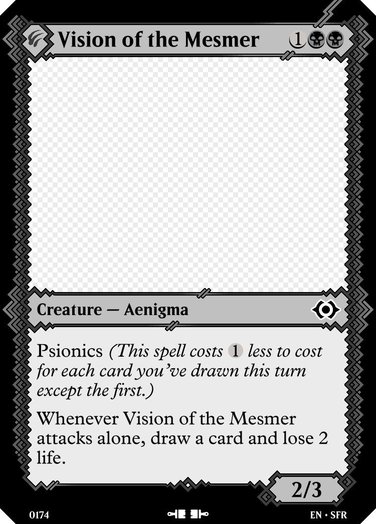 Vision of the Mesmer 1
Creature — Aenigma
Psionics (This spell costs 1 less to cost
for each card you've drawn this turn
except the first.)
Whenever Vision of the Mesmer
attacks alone, draw a card and lose 2
life.
2/3
0174
EN • SFR